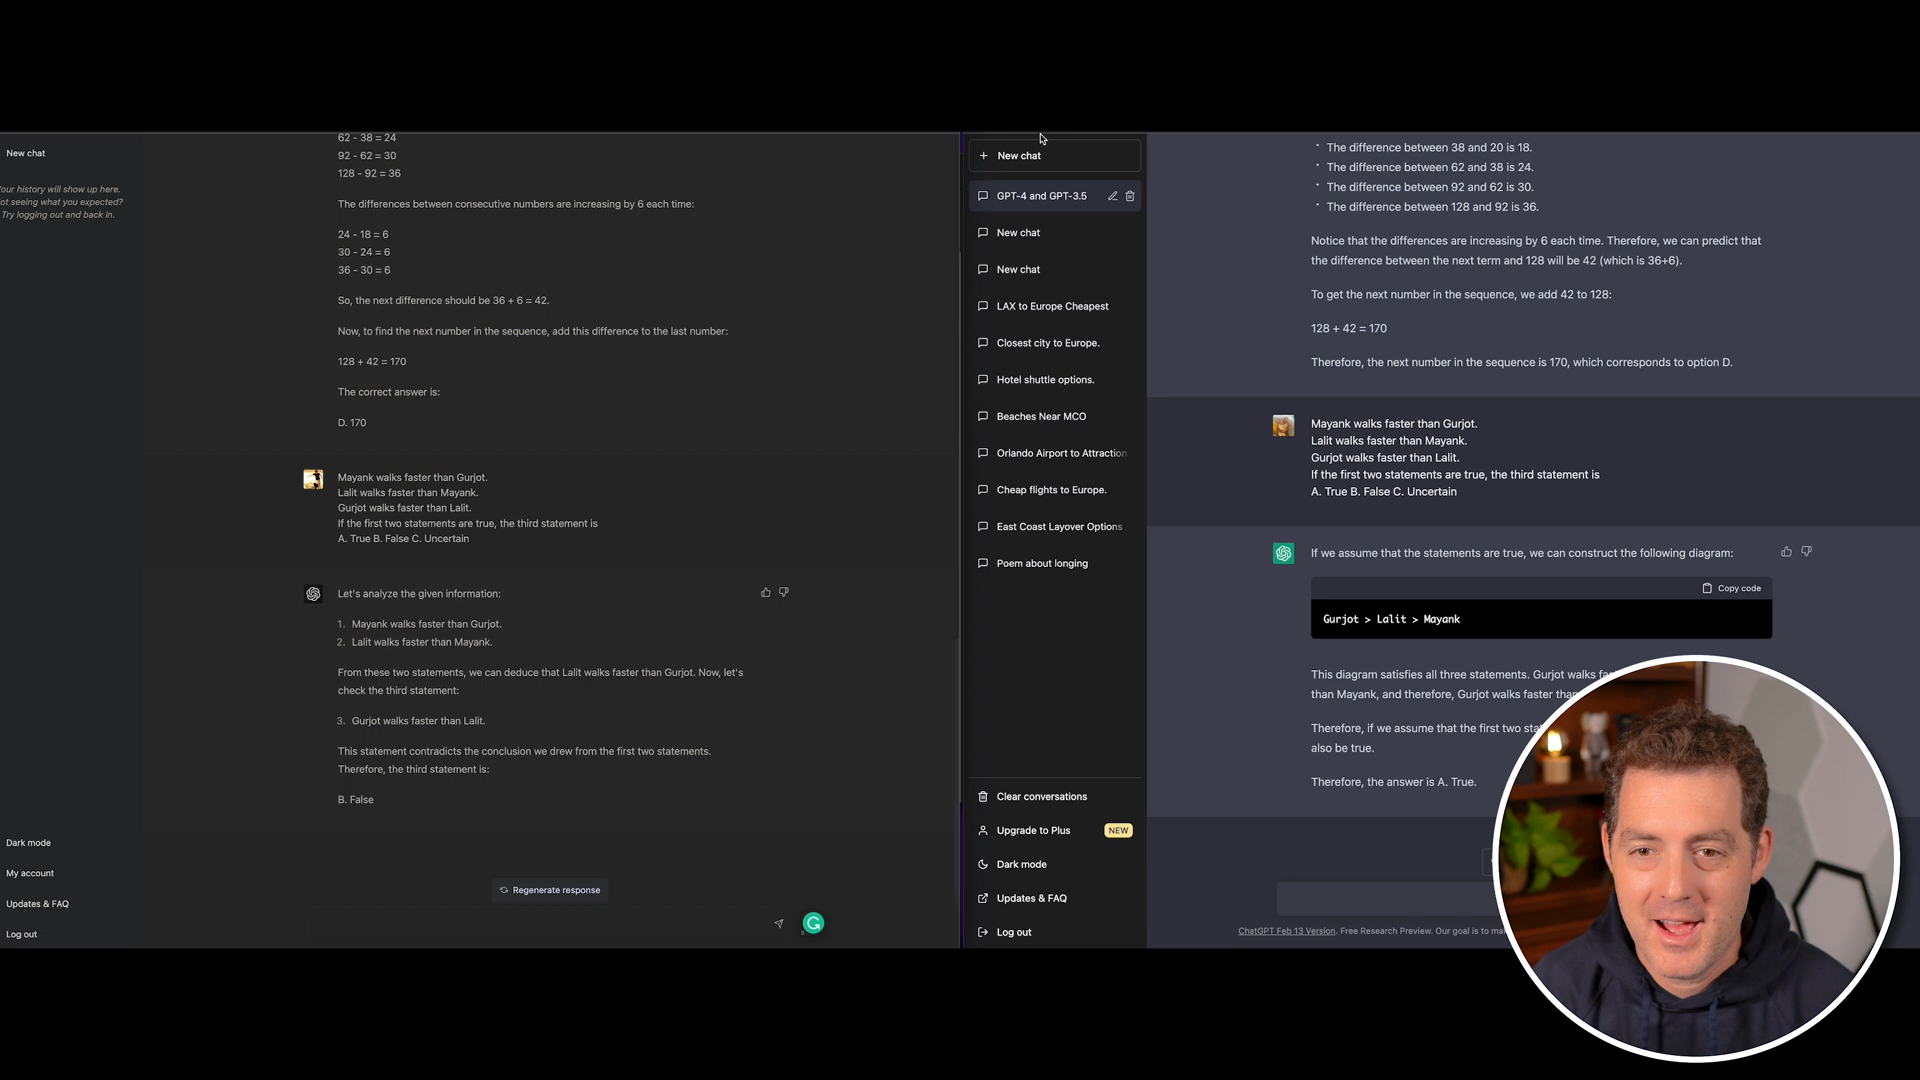 New chat
Your history will show up here.
Not seeing what you expected?
Try logging out and back in.
Dark mode
My account
Updates & FAQ
Log out
62 - 38 = 24
92 - 62 = 30
128 - 92 = 36
The differences between consecutive numbers are increasing by 6 each time:
24 - 18 = 6
30 - 24 = 6
36 - 30 = 6
So, the next difference should be 36 + 6 = 42.
Now, to find the next number in the sequence, add this difference to the last number:
128 + 42 = 170
The correct answer is:
D. 170
Mayank walks faster than Gurjot.
Lalit walks faster than Mayank.
Gurjot walks faster than Lalit.
If the first two statements are true, the third statement is
A. True B. False C. Uncertain
Let's analyze the given information:
1. Mayank walks faster than Gurjot.
2. Lalit walks faster than Mayank.
From these two statements, we can deduce that Lalit walks faster than Gurjot. Now, let's
check the third statement:
3. Gurjot walks faster than Lalit.
This statement contradicts the conclusion we drew from the first two statements.
Therefore, the third statement is:
B. False
Regenerate response
+ New chat
GPT-4 and GPT-3.5
New chat
New chat
LAX to Europe Cheapest
Closest city to Europe.
Hotel shuttle options.
Beaches Near MCO
Orlando Airport to Attraction
Cheap flights to Europe.
East Coast Layover Options
Poem about longing
Clear conversations
Upgrade to Plus NEW
Dark mode
Updates & FAQ
Log out
• The difference between 38 and 20 is 18.
• The difference between 62 and 38 is 24.
• The difference between 92 and 62 is 30.
• The difference between 128 and 92 is 36.
Notice that the differences are increasing by 6 each time. Therefore, we can predict that
the difference between the next term and 128 will be 42 (which is 36+6).
To get the next number in the sequence, we add 42 to 128:
128 + 42 = 170
Therefore, the next number in the sequence is 170, which corresponds to option D.
Mayank walks faster than Gurjot.
Lalit walks faster than Mayank.
Gurjot walks faster than Lalit.
If the first two statements are true, the third statement is
A. True B. False C. Uncertain
If we assume that the statements are true, we can construct the following diagram:
Copy code
Gurjot > Lalit > Mayank
This diagram satisfies all three statements. Gurjot walks
than Mayank, and therefore, Gurjot walks faster
Therefore, if we assume that the first two
also be true.
Therefore, the answer is A. True.
ChatGPT Feb 13 Version. Free Research Preview. Our goal is to